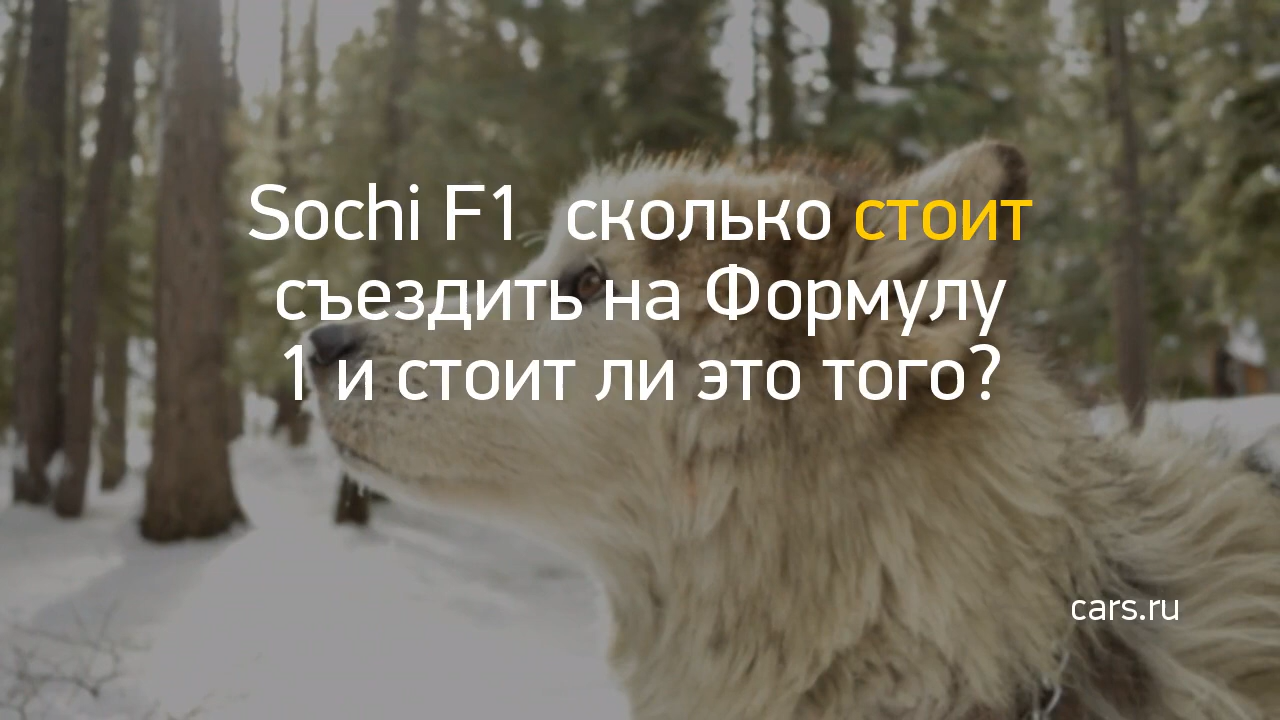 Sochi F1  сколько стоит
съездить на Формулу
1 и стоит ли это того?
cars.ru